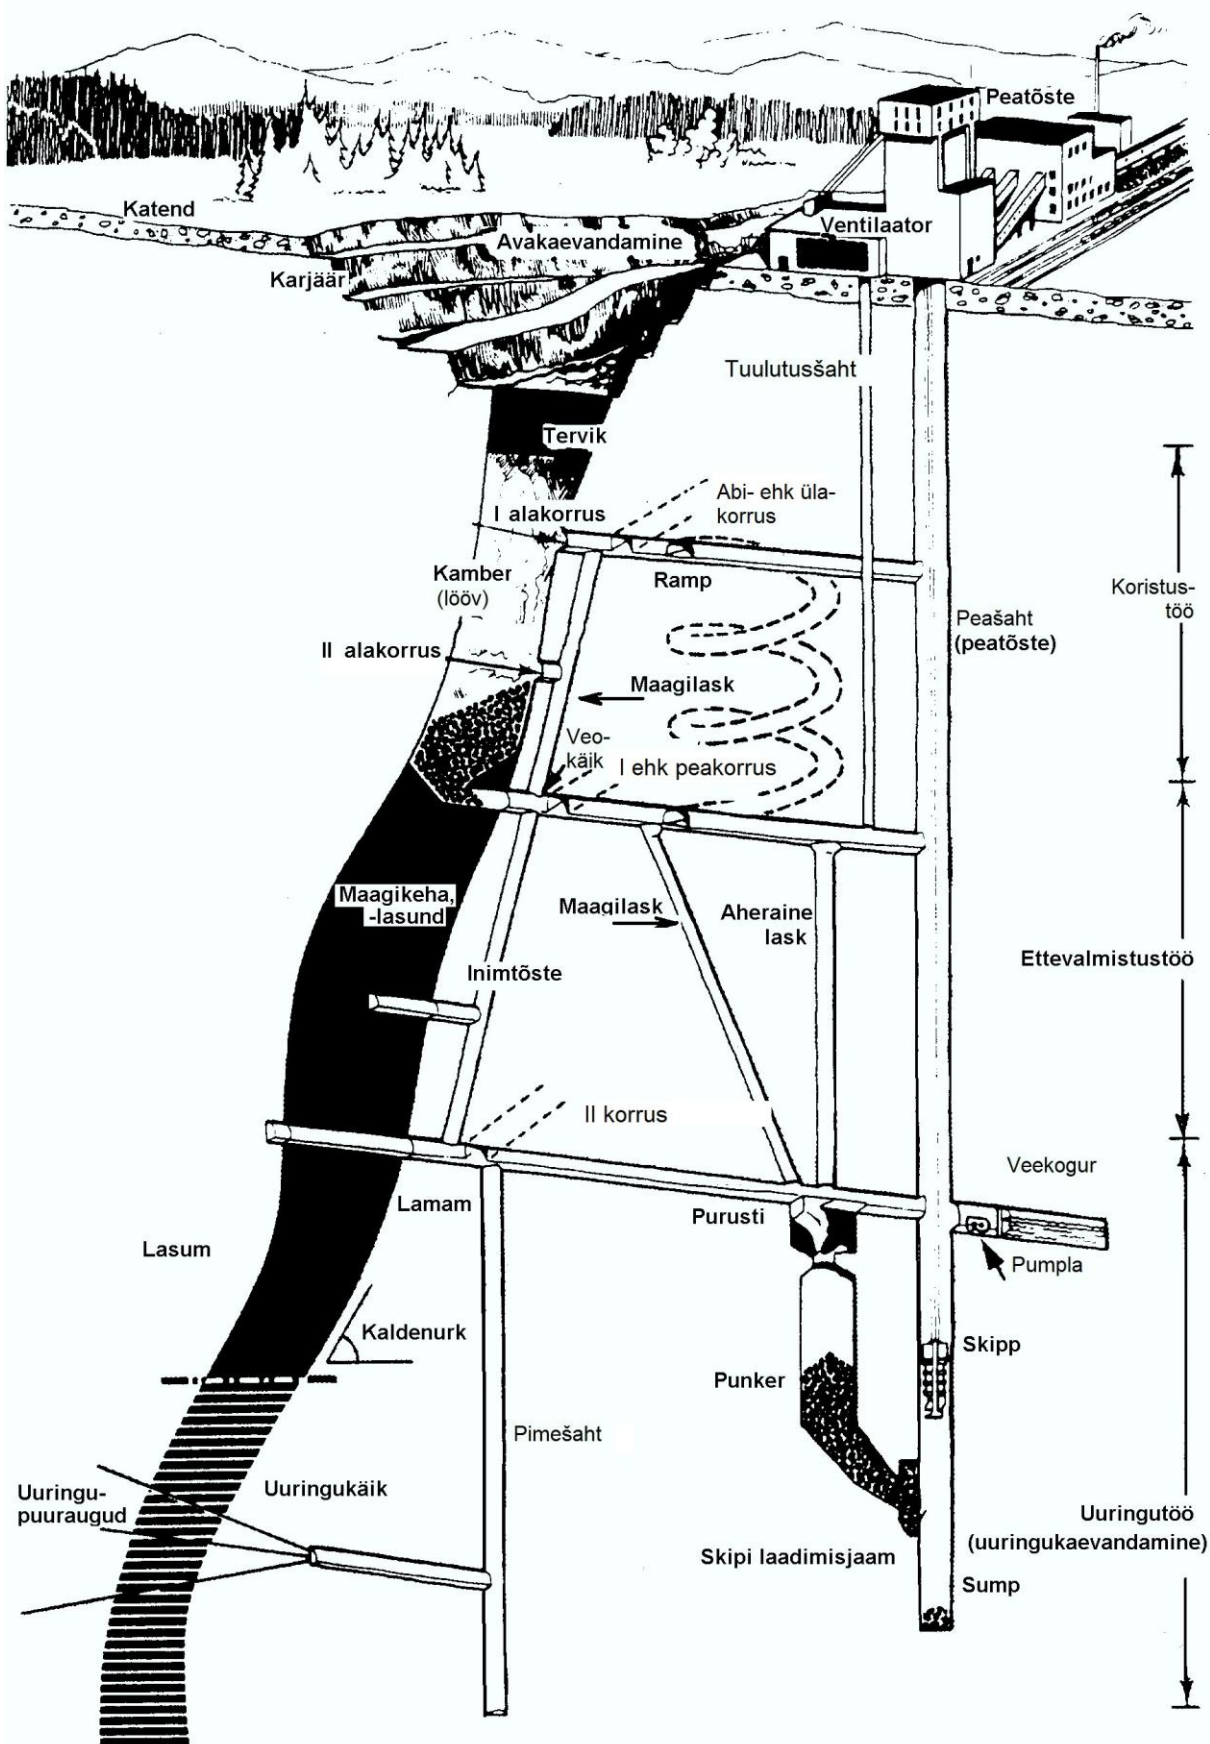 Peatõste
Katend
Avakaevandamine
Ventilaator
Karjäär
Tuulutusšaht
Tervik
Abi- ehk üla-
korrus
I alakorrus
Kamber
(lööv)
Ramp
Koristus-
töö
Peašaht
(peatõste)
II alakorrus
Maagilask
Veo-
käik
I ehk peakorrus
Maagikeha,
-lasund
Maagilask
Aheraine
lask
Ettevalmistustöö
Inimtõste
II korrus
Veekogur
Lamam
Purusti
Lasum
Pumpla
Kaldenurk
Skipp
Punker
Pimešaht
Uuringukäik
Uuringu-
puuraugud
Uuringutöö
(uuringukaevandamine)
Skipi laadimisjaam
Sump